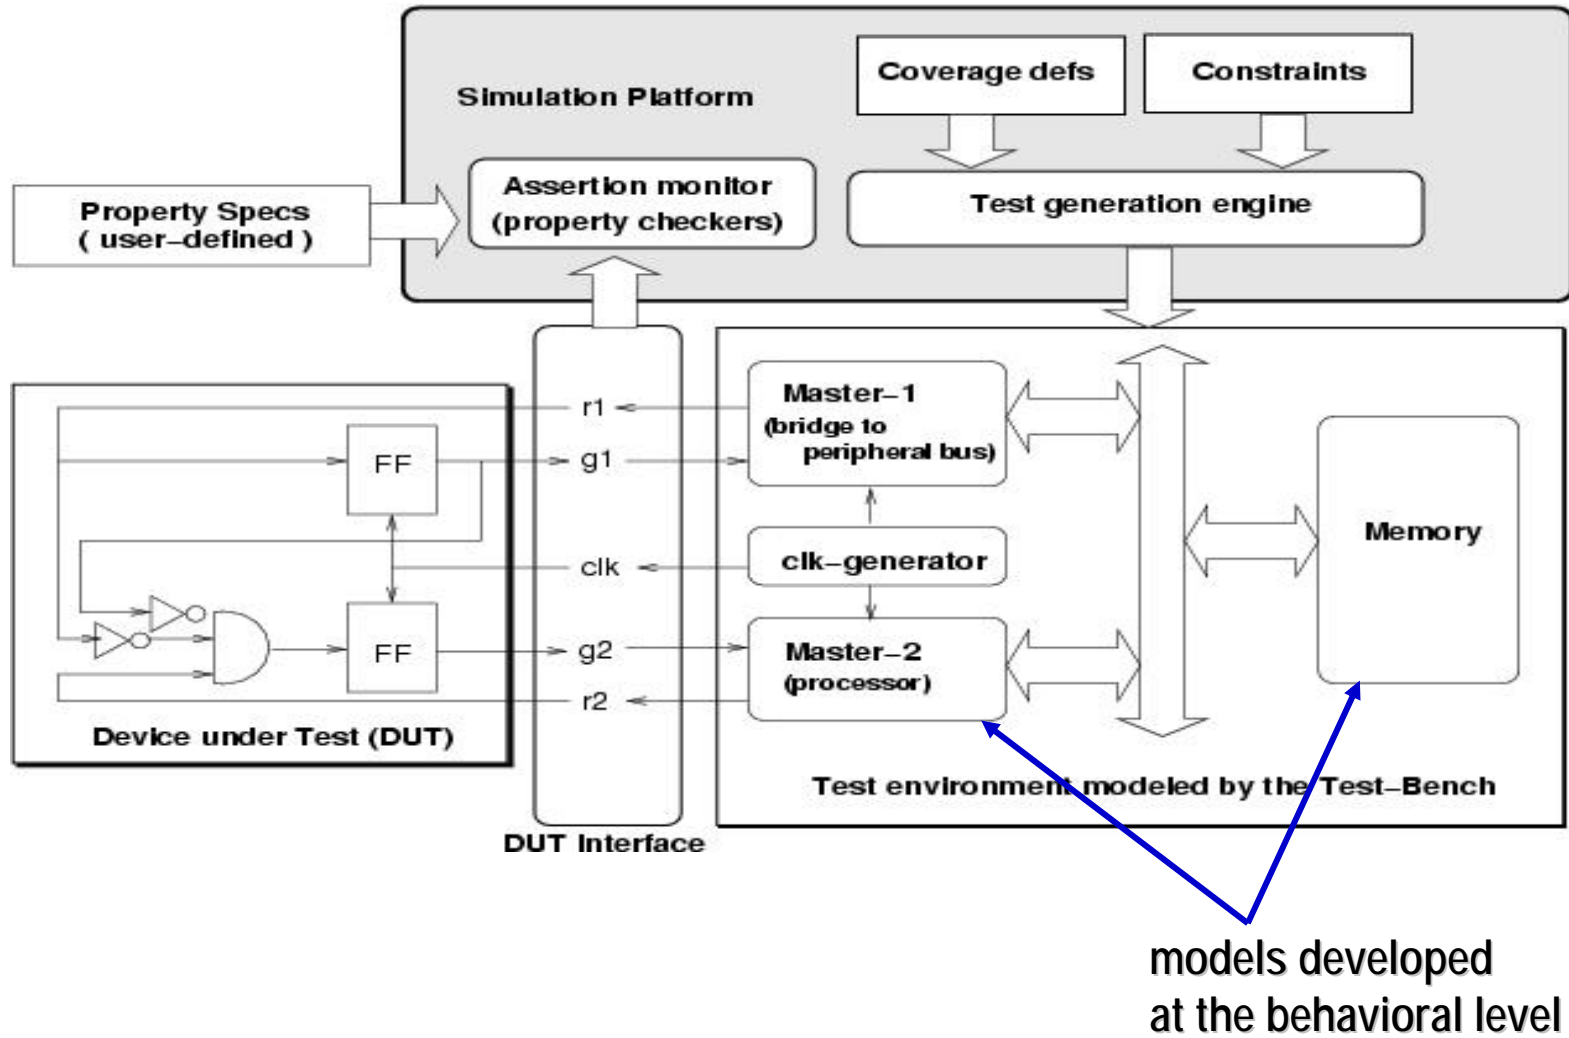 Coverage defs
Constraints
Simulation Platform
Assertion monitor
(property checkers)
Test generation engine
Property Specs
( user–defined )
r1
Master–1
(bridge to
peripheral bus)
FF
g1
Memory
clk
clk–generator
FF
g2
Master–2
(processor)
r2
Device under Test (DUT)
Test environment modeled by the Test–Bench
DUT Interface
models developed
at the behavioral level